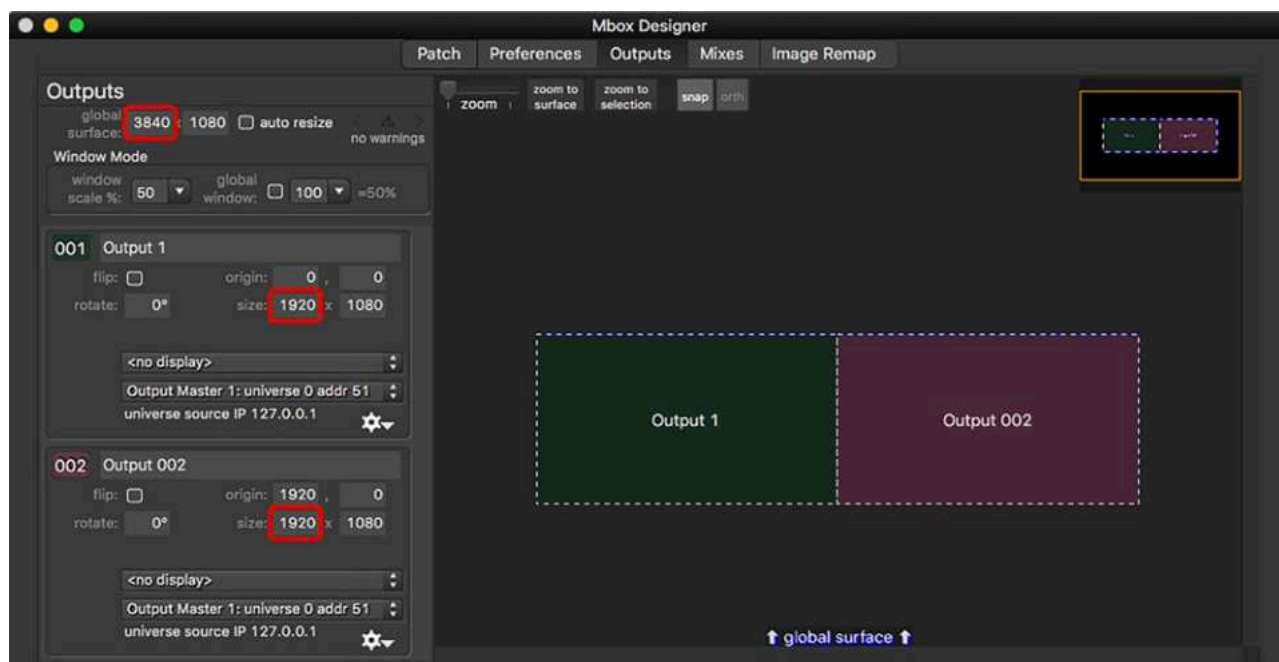 Mbox Designer
Patch Preferences Outputs Mixes Image Remap
Outputs
global surface: 3840 x 1080 auto resize
no warnings
zoom
zoom to surface
zoom to selection
snap orth
Window Mode
window scale %: 50 global window: 100 =50%
001 Output 1
flip: origin: 0 , 0
rotate: 0° size: 1920 x 1080
<no display>
Output Master 1: universe 0 addr 51
universe source IP 127.0.0.1
002 Output 002
flip: origin: 1920 , 0
rotate: 0° size: 1920 x 1080
<no display>
Output Master 1: universe 0 addr 51
universe source IP 127.0.0.1
Output 1
Output 002
⬆ global surface ⬆